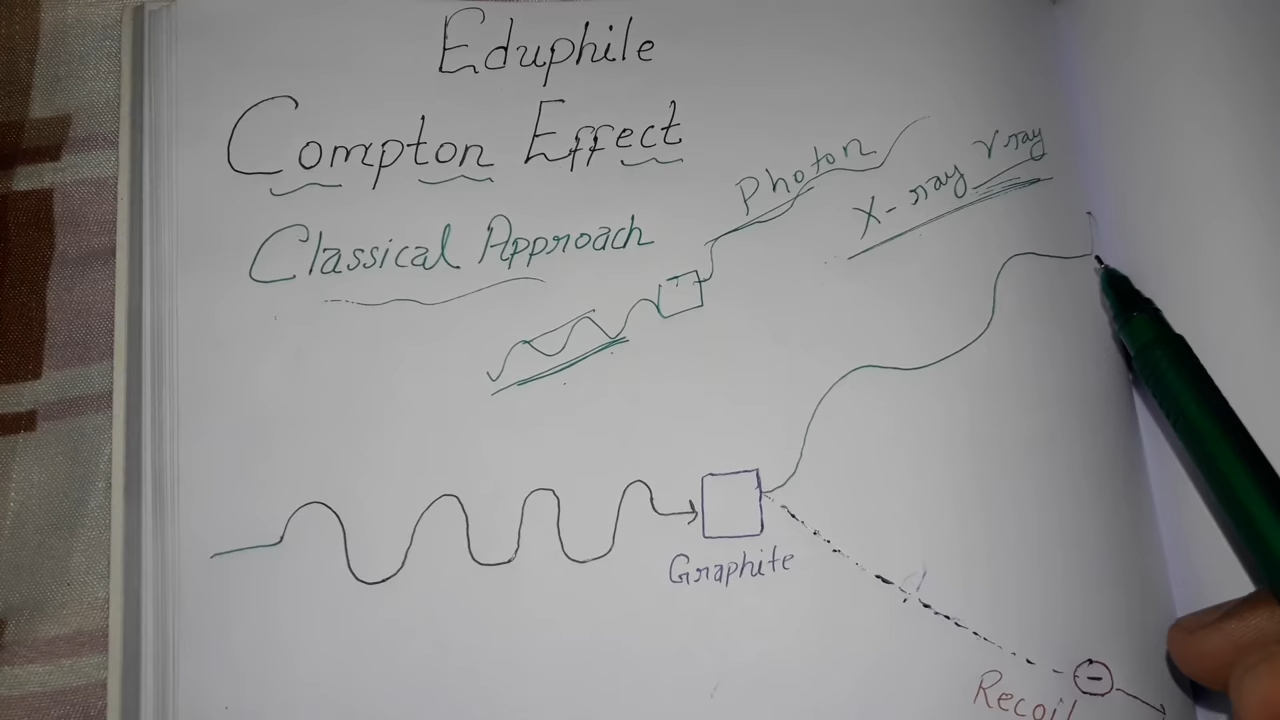 Eduphile
Compton Effect
Classical Approach
Photon
X-ray γ ray
Graphite
Recoil